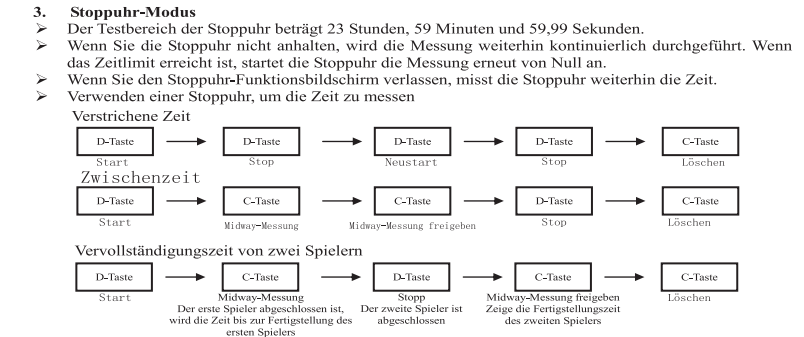 3. Stoppuhr-Modus
➢ Der Testbereich der Stoppuhr beträgt 23 Stunden, 59 Minuten und 59,99 Sekunden.
➢ Wenn Sie die Stoppuhr nicht anhalten, wird die Messung weiterhin kontinuierlich durchgeführt. Wenn
das Zeitlimit erreicht ist, startet die Stoppuhr die Messung erneut von Null an.
➢ Wenn Sie den Stoppuhr-Funktionsbildschirm verlassen, misst die Stoppuhr weiterhin die Zeit.
➢ Verwenden einer Stoppuhr, um die Zeit zu messen
Verstrichene Zeit
D-Taste D-Taste D-Taste D-Taste C-Taste
Start Stop Neustart Stop Löschen
Zwischenzeit
D-Taste C-Taste C-Taste D-Taste C-Taste
Start Midway-Messung Midway-Messung freigeben Stop Löschen
Vervollständigungszeit von zwei Spielern
D-Taste C-Taste D-Taste C-Taste C-Taste
Start Midway-Messung Stopp Midway-Messung freigeben Löschen
Der erste Spieler abgeschlossen ist, Der zweite Spieler ist Zeige die Fertigstellungszeit
wird die Zeit bis zur Fertigstellung des abgeschlossen des zweiten Spielers
ersten Spielers